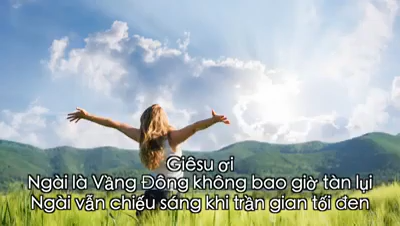 Giêsu ơi
Ngài là Vầng Đông không bao giờ tàn lụi
Ngài vẫn chiếu sáng khi trần gian tối đen